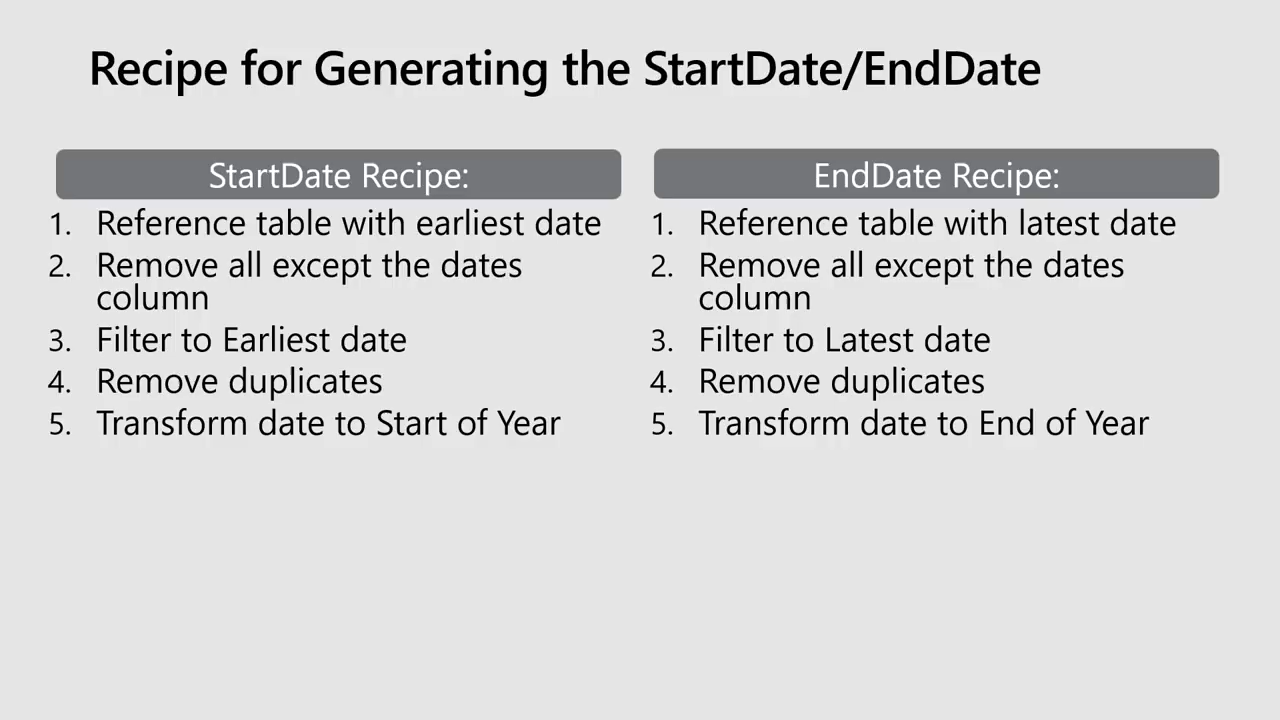 Recipe for Generating the StartDate/EndDate
StartDate Recipe:
1. Reference table with earliest date
2. Remove all except the dates
column
3. Filter to Earliest date
4. Remove duplicates
5. Transform date to Start of Year
EndDate Recipe:
1. Reference table with latest date
2. Remove all except the dates
column
3. Filter to Latest date
4. Remove duplicates
5. Transform date to End of Year